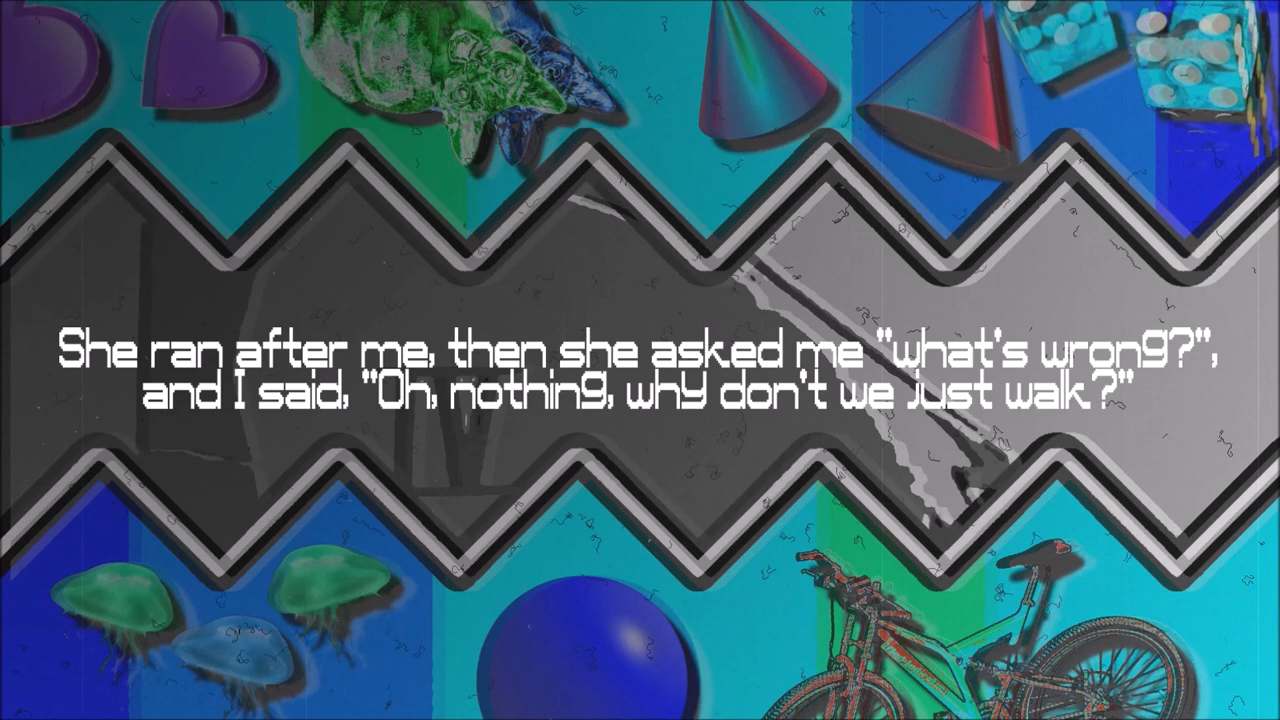 She ran after me, then she asked me "what's wrong?",
and I said, "Oh, nothing, why don't we just walk?"